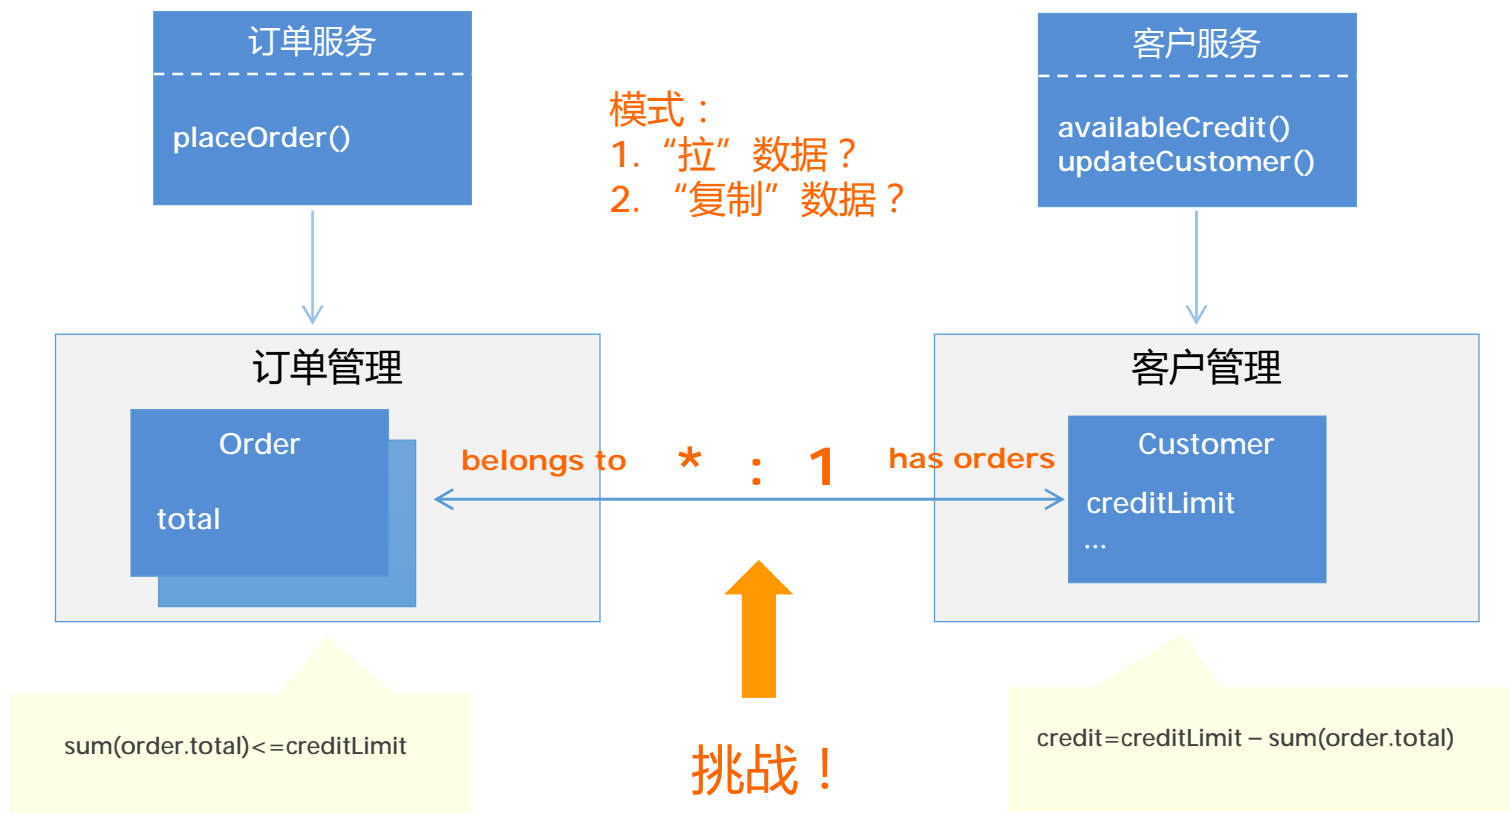 订单服务
placeOrder()
模式：
1.“拉”数据？
2. “复制”数据？
客户服务
availableCredit()
updateCustomer()
订单管理
Order
total
belongs to * : 1 has orders
客户管理
Customer
creditLimit
...
sum(order.total)<=creditLimit
挑战！
credit=creditLimit – sum(order.total)